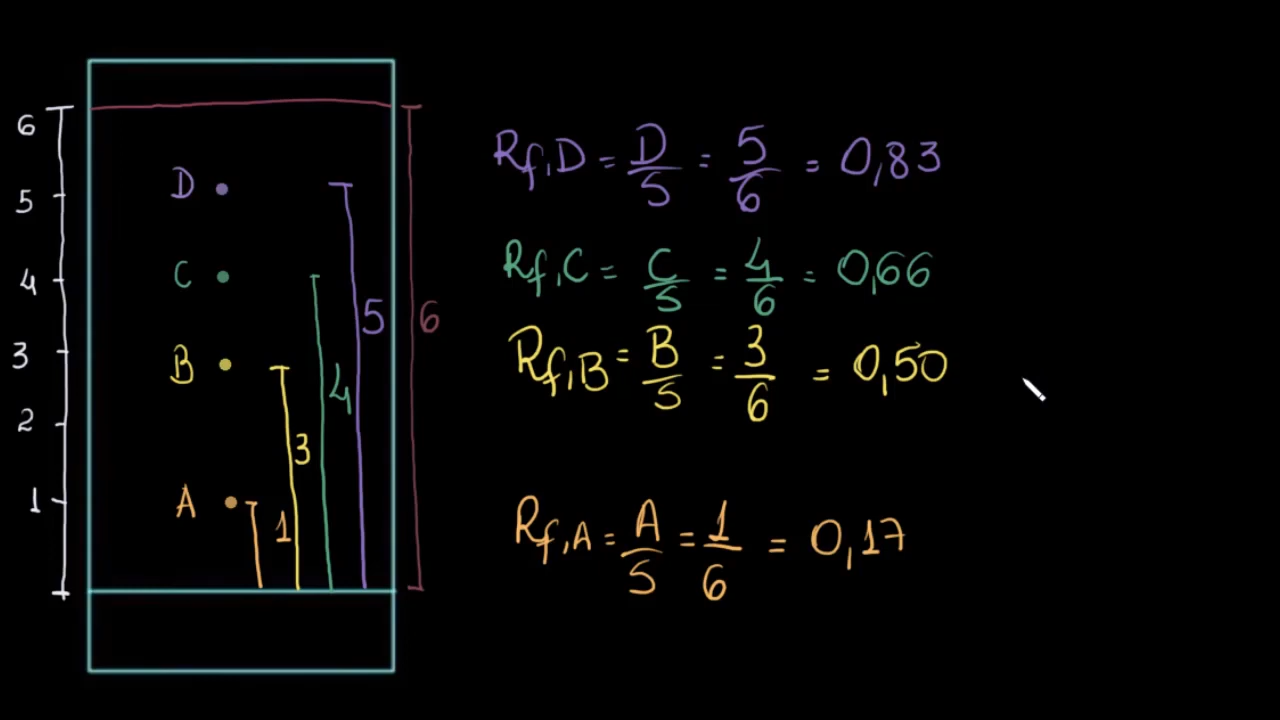 6
5
4
3
2
1
D
C
B
A
1
3
4
5
6
Rf,D = D/S = 5/6 = 0,83
Rf,C = C/S = 4/6 = 0,66
Rf,B = B/S = 3/6 = 0,50
Rf,A = A/S = 1/6 = 0,17